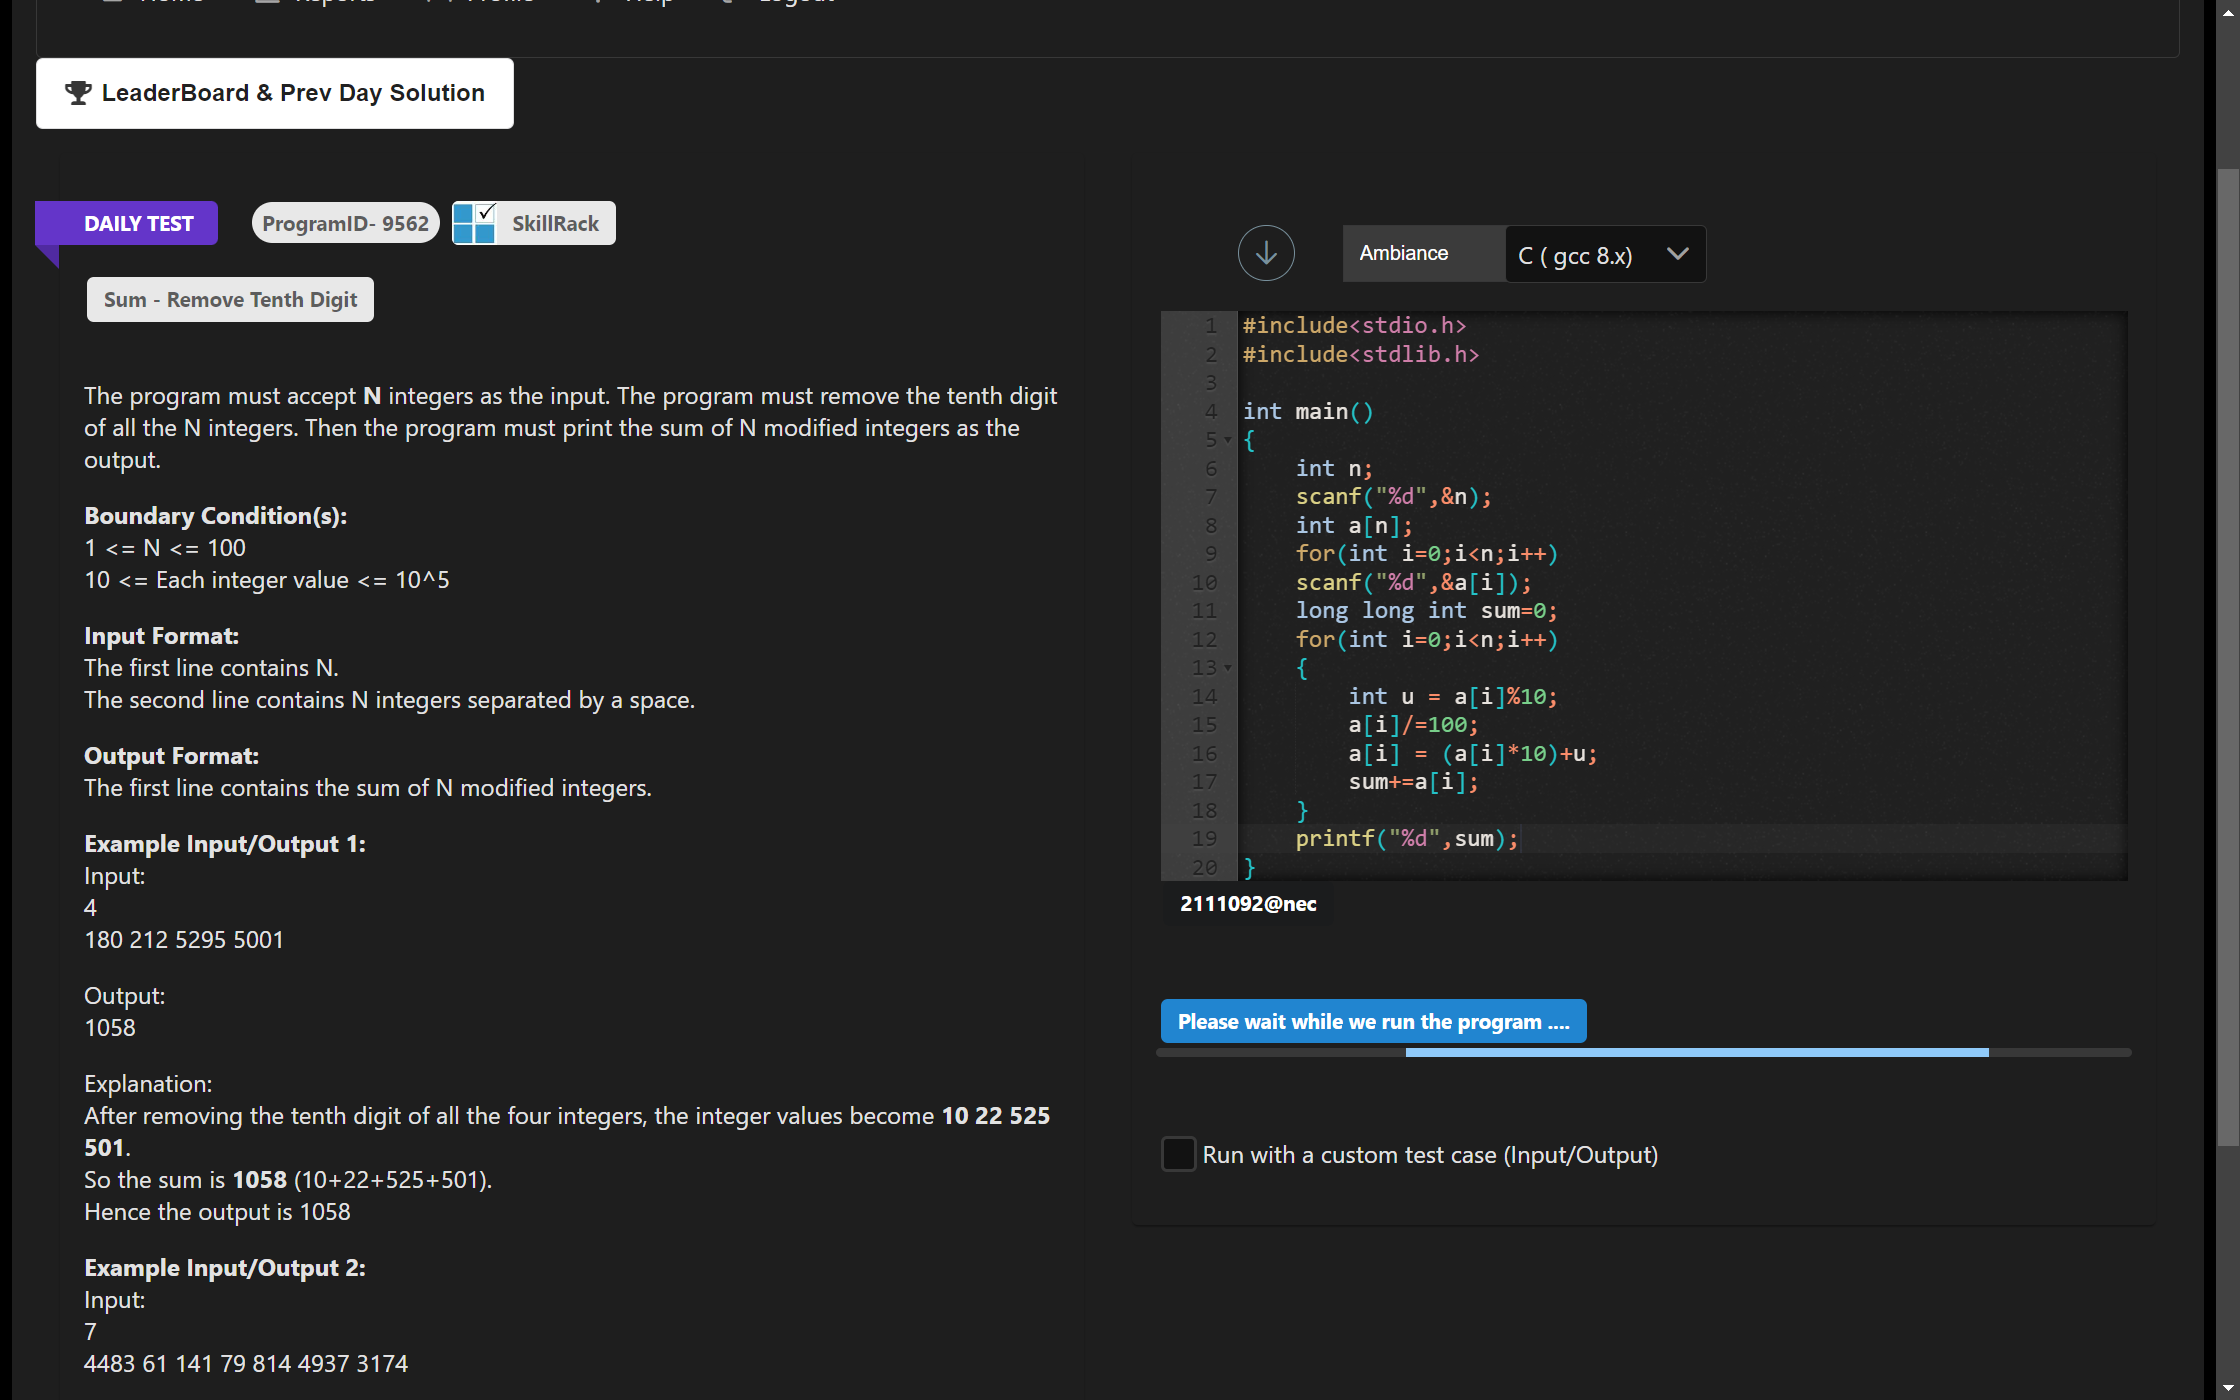 LeaderBoard & Prev Day Solution
DAILY TEST
ProgramID- 9562
SkillRack
Sum - Remove Tenth Digit
The program must accept N integers as the input. The program must remove the tenth digit
of all the N integers. Then the program must print the sum of N modified integers as the
output.
Boundary Condition(s):
1 <= N <= 100
10 <= Each integer value <= 10^5
Input Format:
The first line contains N.
The second line contains N integers separated by a space.
Output Format:
The first line contains the sum of N modified integers.
Example Input/Output 1:
Input:
4
180 212 5295 5001
Output:
1058
Explanation:
After removing the tenth digit of all the four integers, the integer values become 10 22 525
501.
So the sum is 1058 (10+22+525+501).
Hence the output is 1058
Example Input/Output 2:
Input:
7
4483 61 141 79 814 4937 3174
Ambiance
C ( gcc 8.x)
1 #include<stdio.h>
2 #include<stdlib.h>
3
4 int main()
5 {
6 int n;
7 scanf("%d",&n);
8 int a[n];
9 for(int i=0;i<n;i++)
10 scanf("%d",&a[i]);
11 long long int sum=0;
12 for(int i=0;i<n;i++)
13 {
14 int u = a[i]%10;
15 a[i]/=100;
16 a[i] = (a[i]*10)+u;
17 sum+=a[i];
18 }
19 printf("%d",sum);
20 }
2111092@nec
Please wait while we run the program ....
Run with a custom test case (Input/Output)